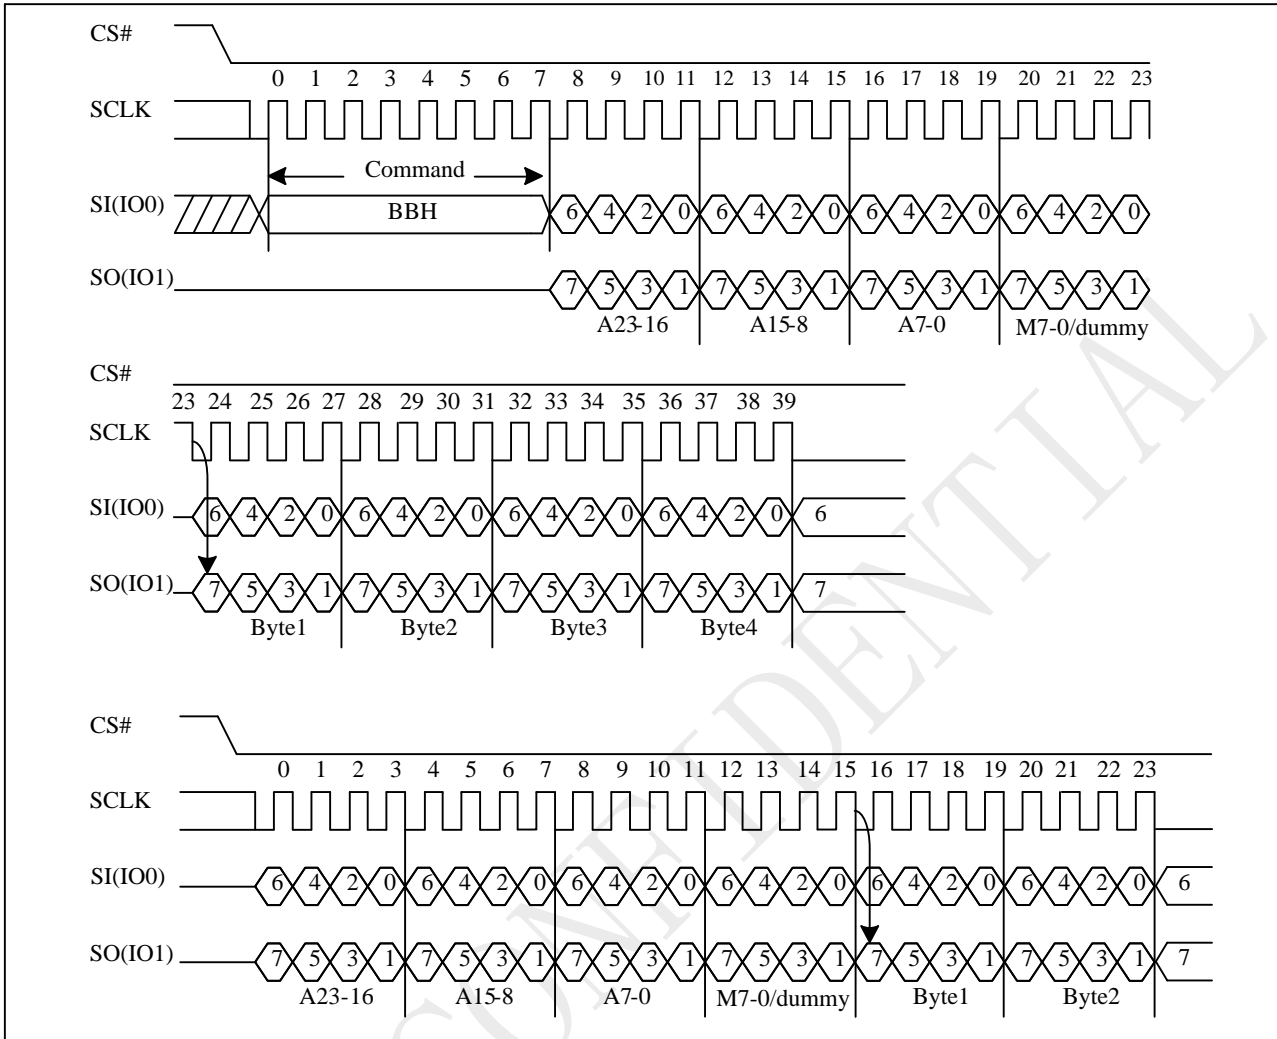 CS#
0 1 2 3 4 5 6 7 8 9 10 11 12 13 14 15 16 17 18 19 20 21 22 23
SCLK
Command
SI(IO0) BBH 6 4 2 0 6 4 2 0 6 4 2 0 6 4 2 0
SO(IO1) 7 5 3 1 7 5 3 1 7 5 3 1 7 5 3 1
A23-16 A15-8 A7-0 M7-0/dummy
CS#
23 24 25 26 27 28 29 30 31 32 33 34 35 36 37 38 39
SCLK
SI(IO0) 6 4 2 0 6 4 2 0 6 4 2 0 6 4 2 0 6
SO(IO1) 7 5 3 1 7 5 3 1 7 5 3 1 7 5 3 1 7
Byte1 Byte2 Byte3 Byte4
CS#
0 1 2 3 4 5 6 7 8 9 10 11 12 13 14 15 16 17 18 19 20 21 22 23
SCLK
SI(IO0) 6 4 2 0 6 4 2 0 6 4 2 0 6 4 2 0 6 4 2 0 6 4 2 0 6
SO(IO1) 7 5 3 1 7 5 3 1 7 5 3 1 7 5 3 1 7 5 3 1 7 5 3 1 7
A23-16 A15-8 A7-0 M7-0/dummy Byte1 Byte2
CONFIDENTIAL